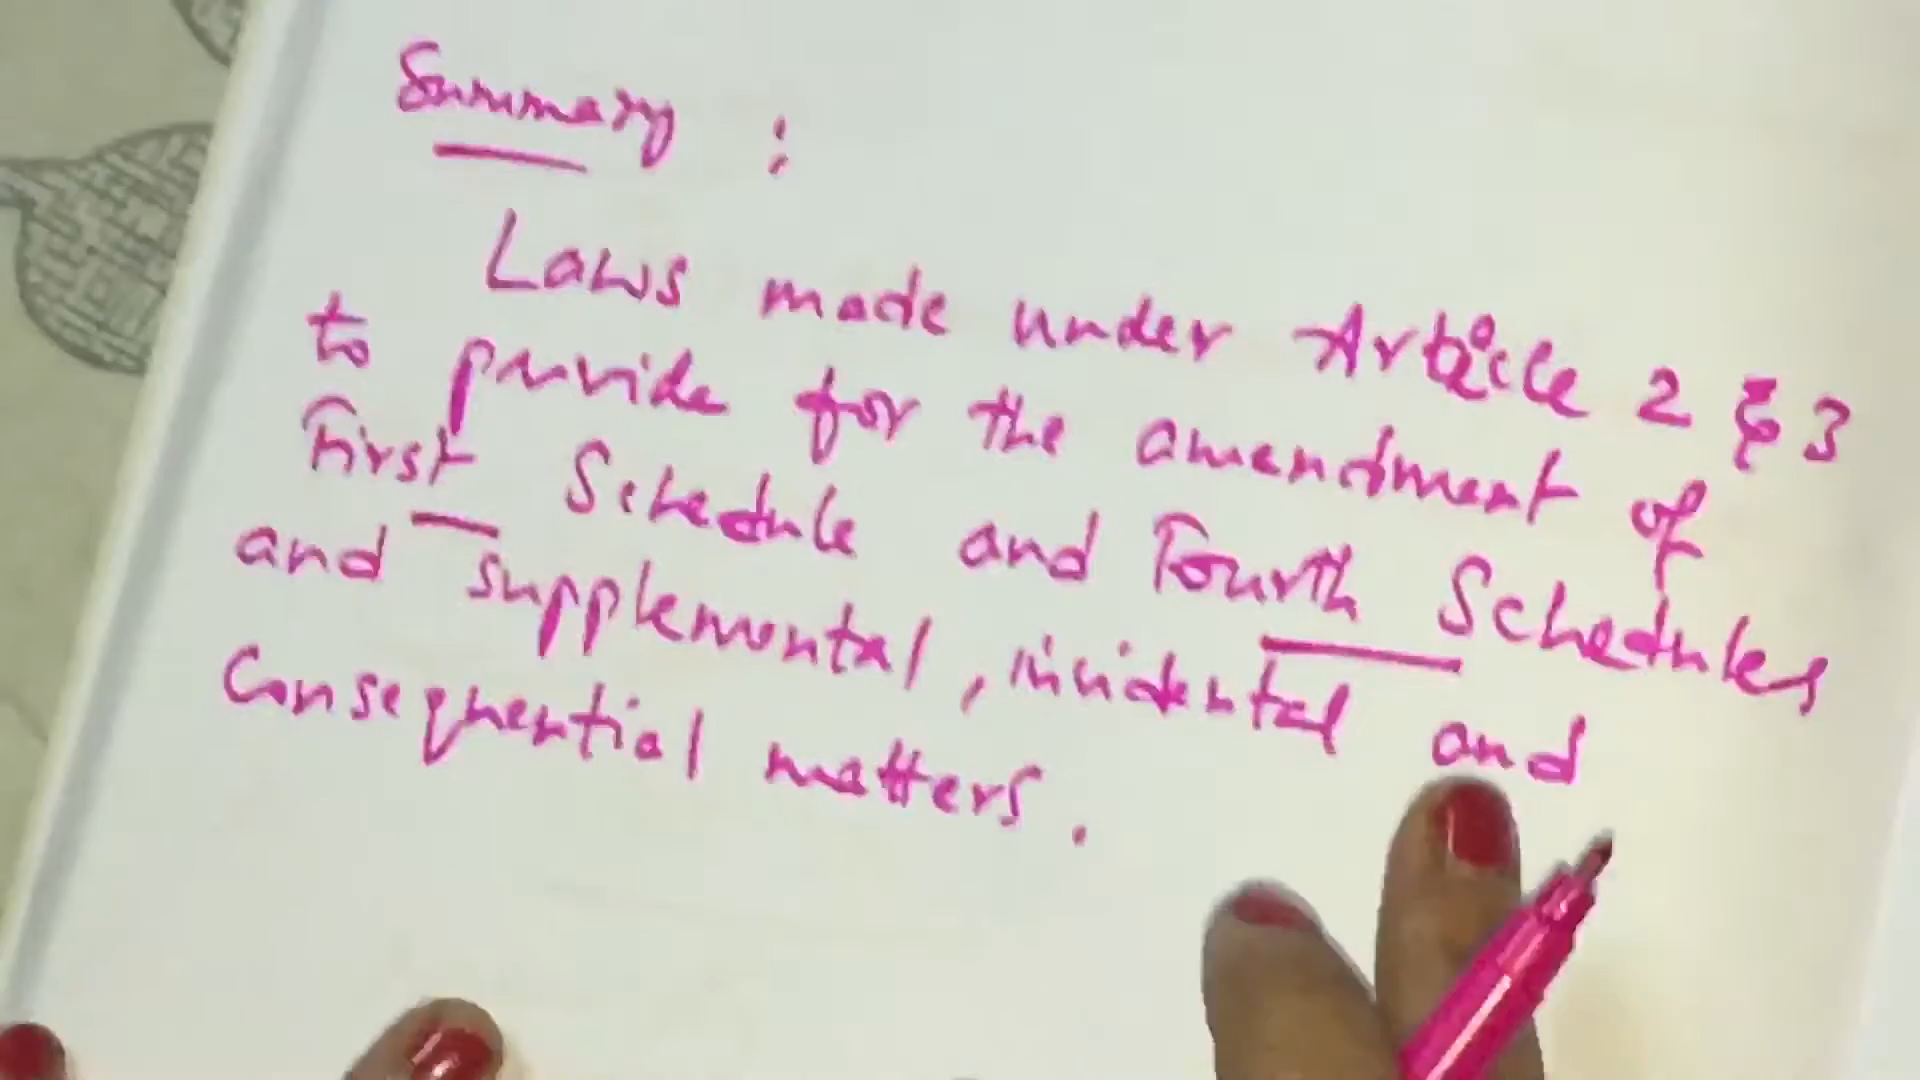 Summary :
Laws made under Article 2 & 3
to provide for the amendment of
First Schedule and Fourth Schedules
and supplemental, incidental and
Consequential matters.